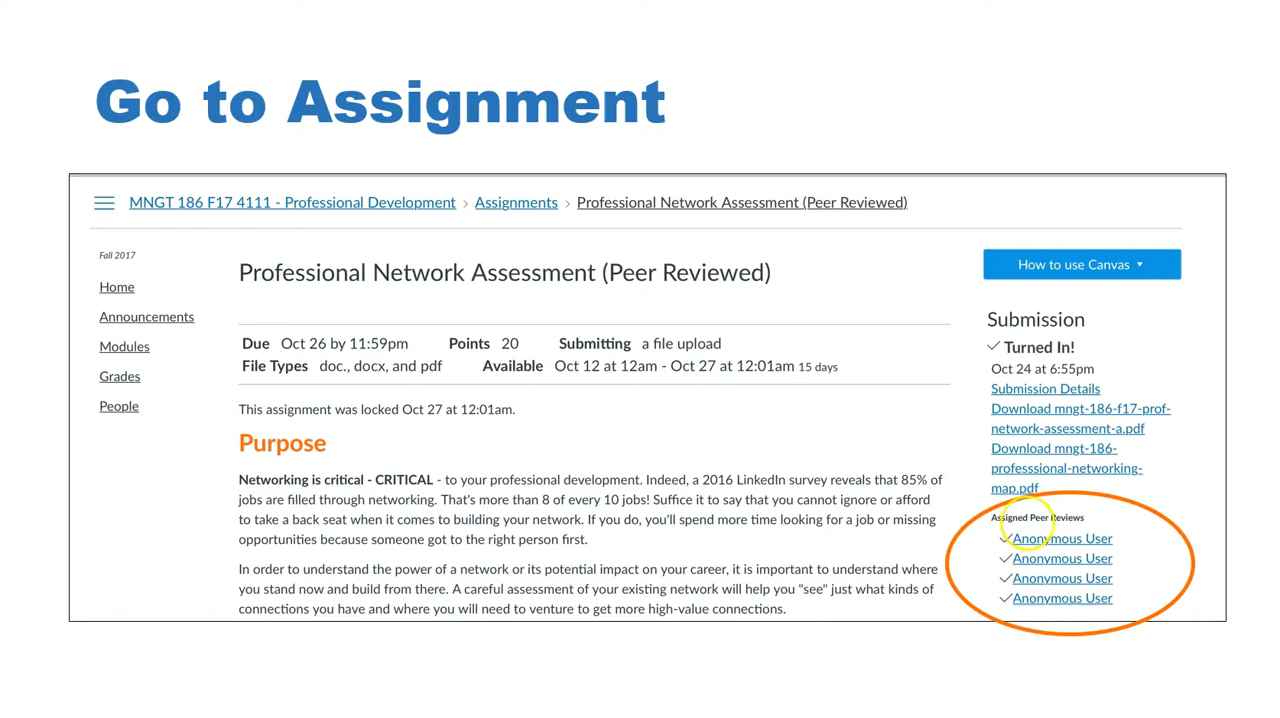 Go to Assignment
MNGT 186 F17 4111 - Professional Development > Assignments > Professional Network Assessment (Peer Reviewed)
Fall 2017
Home
Announcements
Modules
Grades
People
Professional Network Assessment (Peer Reviewed)
Due Oct 26 by 11:59pm Points 20 Submitting a file upload
File Types doc., docx, and pdf Available Oct 12 at 12am - Oct 27 at 12:01am 15 days
This assignment was locked Oct 27 at 12:01am.
Purpose
Networking is critical - CRITICAL - to your professional development. Indeed, a 2016 LinkedIn survey reveals that 85% of
jobs are filled through networking. That's more than 8 of every 10 jobs! Suffice it to say that you cannot ignore or afford
to take a back seat when it comes to building your network. If you do, you'll spend more time looking for a job or missing
opportunities because someone got to the right person first.
In order to understand the power of a network or its potential impact on your career, it is important to understand where
you stand now and build from there. A careful assessment of your existing network will help you "see" just what kinds of
connections you have and where you will need to venture to get more high-value connections.
How to use Canvas
Submission
Turned In!
Oct 24 at 6:55pm
Submission Details
Download mngt-186-f17-prof-
network-assessment-a.pdf
Download mngt-186-
professsional-networking-
map.pdf
Assigned Peer Reviews
Anonymous User
Anonymous User
Anonymous User
Anonymous User